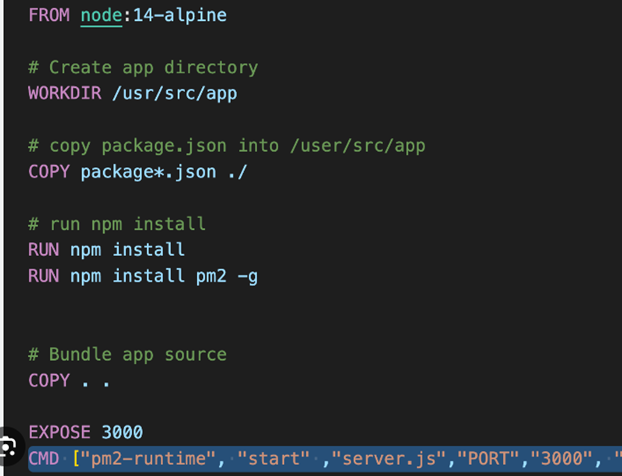 FROM node:14-alpine
# Create app directory
WORKDIR /usr/src/app
# copy package.json into /user/src/app
COPY package*.json ./
# run npm install
RUN npm install
RUN npm install pm2 -g
# Bundle app source
COPY . .
EXPOSE 3000
CMD ["pm2-runtime", "start" ,"server.js","PORT","3000", "